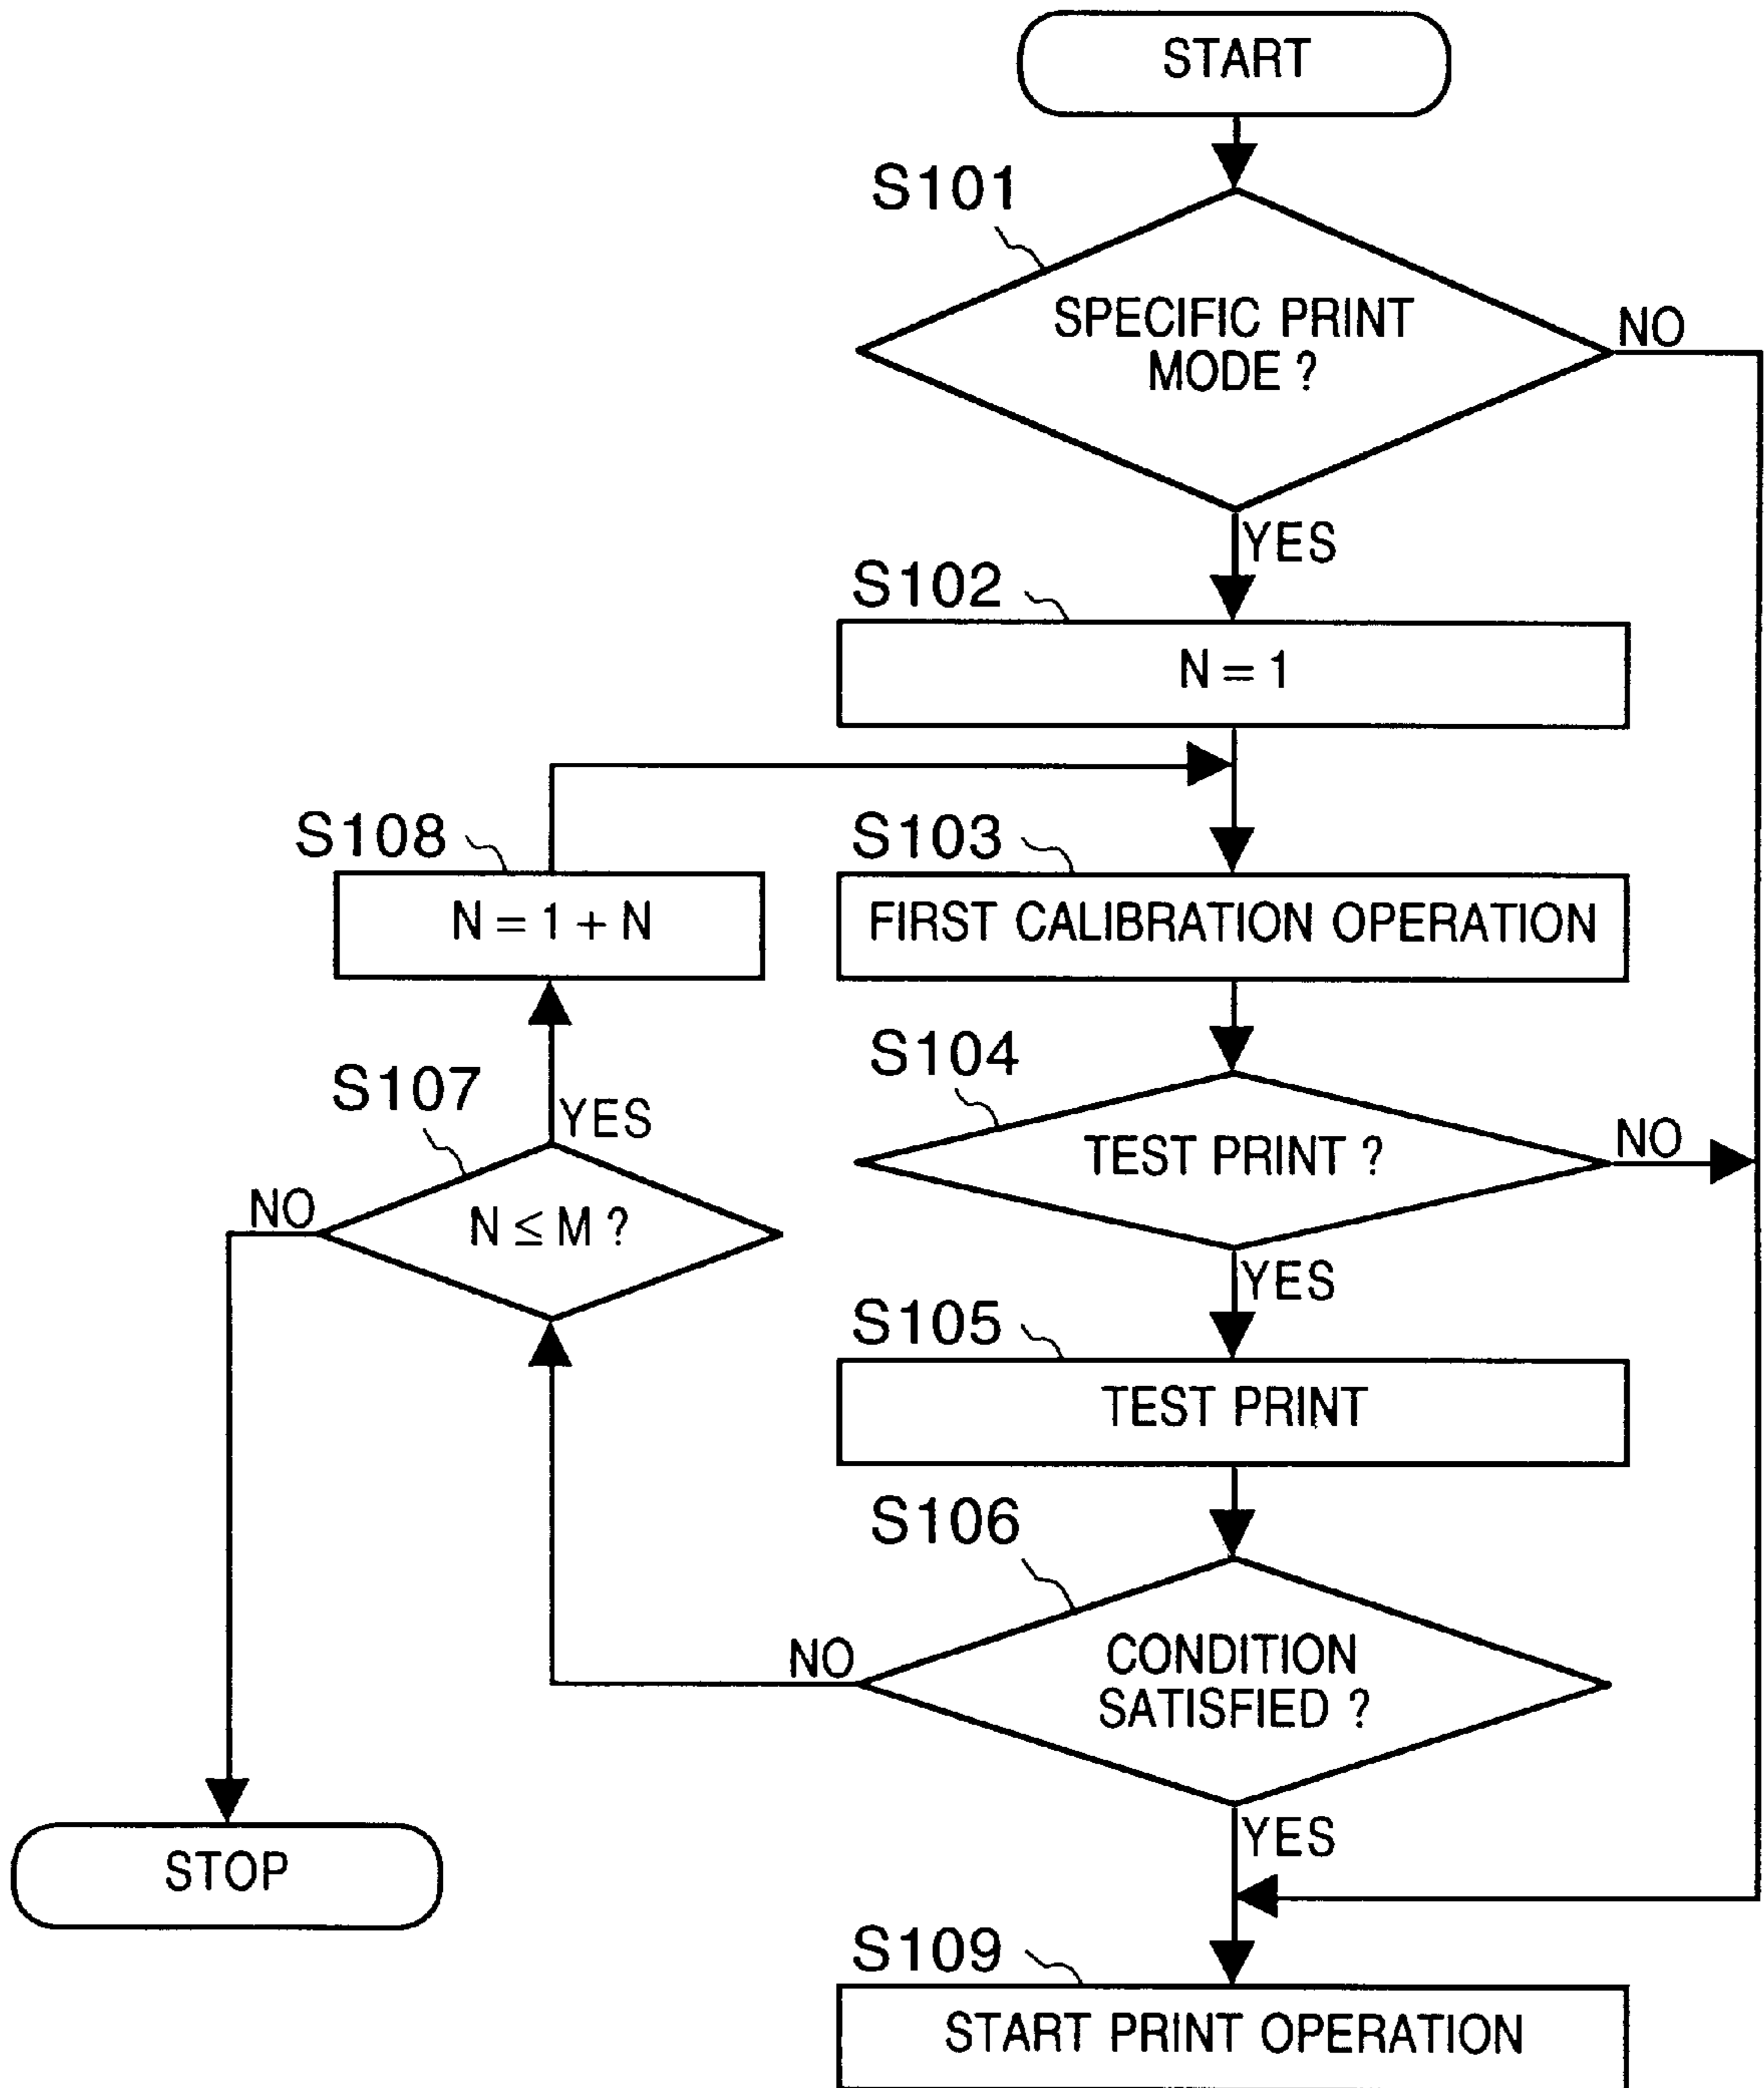 START
S101
SPECIFIC PRINT
MODE ?
NO
YES
S102
N = 1
S108
N = 1 + N
S103
FIRST CALIBRATION OPERATION
S104
TEST PRINT ?
NO
YES
S107
YES
N ≤ M ?
NO
S105
TEST PRINT
S106
CONDITION
SATISFIED ?
NO
YES
STOP
S109
START PRINT OPERATION